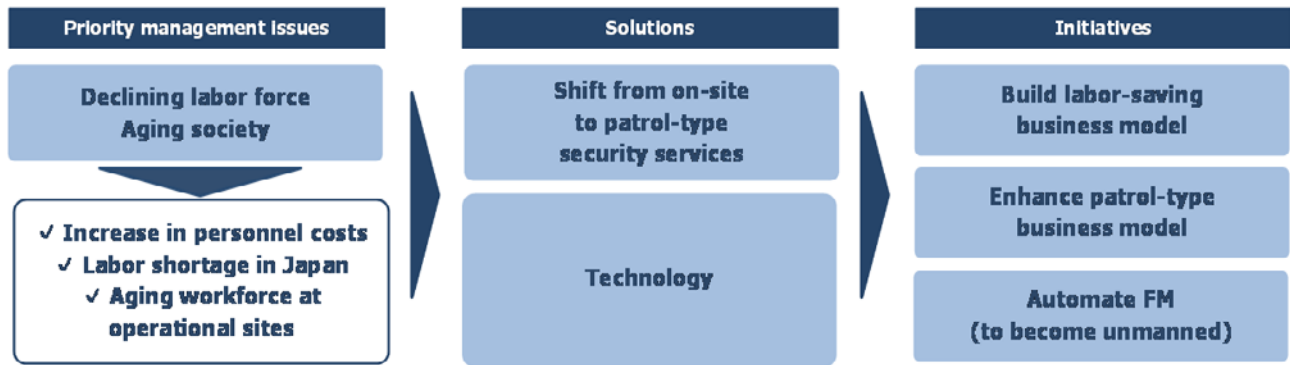 Priority management issues
Declining labor force
Aging society
✓ Increase in personnel costs
✓ Labor shortage in Japan
✓ Aging workforce at
operational sites
Solutions
Shift from on-site
to patrol-type
security services
Technology
Initiatives
Build labor-saving
business model
Enhance patrol-type
business model
Automate FM
(to become unmanned)